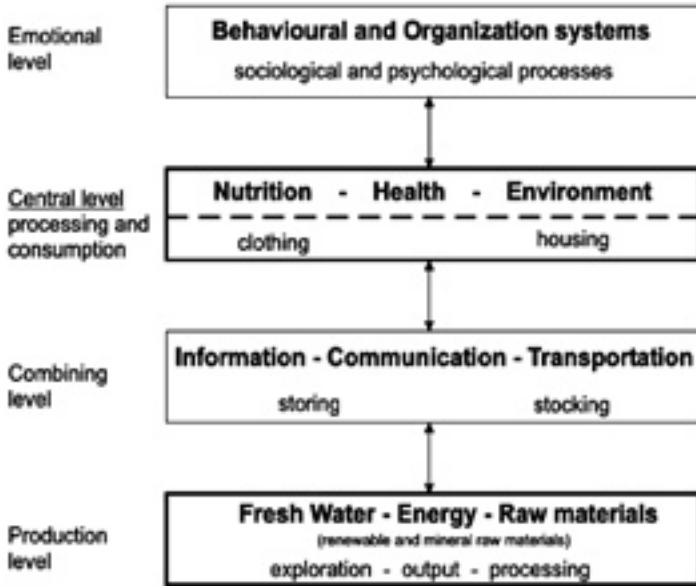 Emotional
level
Behavioural and Organization systems
sociological and psychological processes
Central level
processing and
consumption
Nutrition - Health - Environment
clothing housing
Combining
level
Information - Communication - Transportation
storing stocking
Production
level
Fresh Water - Energy - Raw materials
(renewable and mineral raw materials)
exploration - output - processing